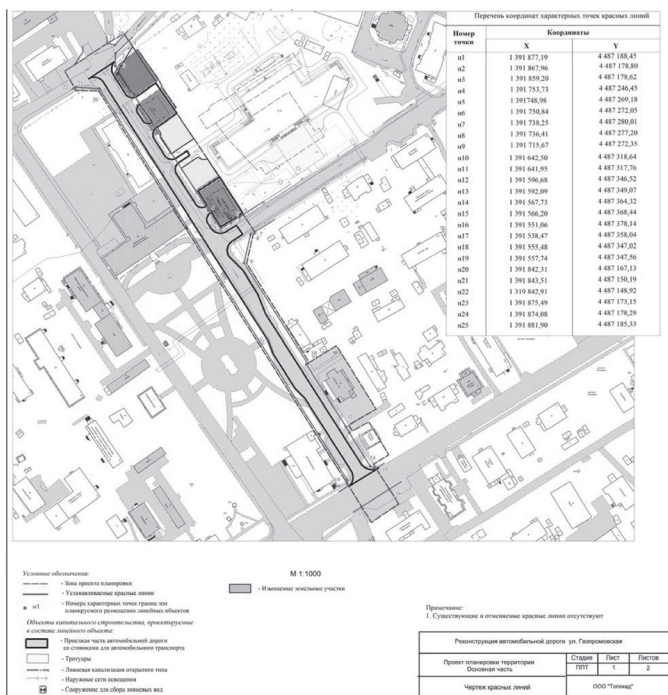 Перечень координат характерных точек красных линий
Номер точки Координаты
X Y
н1 1 391 877,19 4 487 188,45
н2 1 391 867,96 4 487 178,80
н3 1 391 859,20 4 487 178,62
н4 1 391 753,73 4 487 246,45
н5 1 391748,98 4 487 269,18
н6 1 391 750,84 4 487 272,05
н7 1 391 738,25 4 487 280,01
н8 1 391 736,41 4 487 277,20
н9 1 391 715,67 4 487 272,35
н10 1 391 642,50 4 487 318,64
н11 1 391 641,95 4 487 317,76
н12 1 391 596,68 4 487 346,52
н13 1 391 592,09 4 487 349,07
н14 1 391 567,73 4 487 364,32
н15 1 391 566,20 4 487 368,44
н16 1 391 551,06 4 487 378,14
н17 1 391 538,47 4 487 358,04
н18 1 391 555,48 4 487 347,02
н19 1 391 557,74 4 487 347,56
н20 1 391 842,31 4 487 167,13
н21 1 391 843,51 4 487 150,19
н22 1 319 842,91 4 487 148,92
н23 1 391 875,49 4 487 173,15
н24 1 391 874,08 4 487 178,29
н25 1 391 881,90 4 487 185,33
Условные обозначения:
- Зона проекта планировки
- Устанавливаемые красные линии
н1 - Номера характерных точек границ зон
планируемого размещения линейных объектов
Объекты капитального строительства, проектируемые
в составе линейного объекта:
- Проезжая часть автомобильной дороги
со стоянками для автомобильного транспорта
- Тротуары
- Ливневая канализация открытого типа
- Наружные сети освещения
- Сооружение для сбора ливневых вод
М 1:1000
- Изымаемые земельные участки
Примечание:
1. Существующие и отменяемые красные линии отсутствуют
Реконструкция автомобильной дороги ул. Газпромовская
Проект планировки территории
Основная часть
Стадия Лист Листов
ППТ 1 2
Чертеж красных линий
ООО "Топокад"